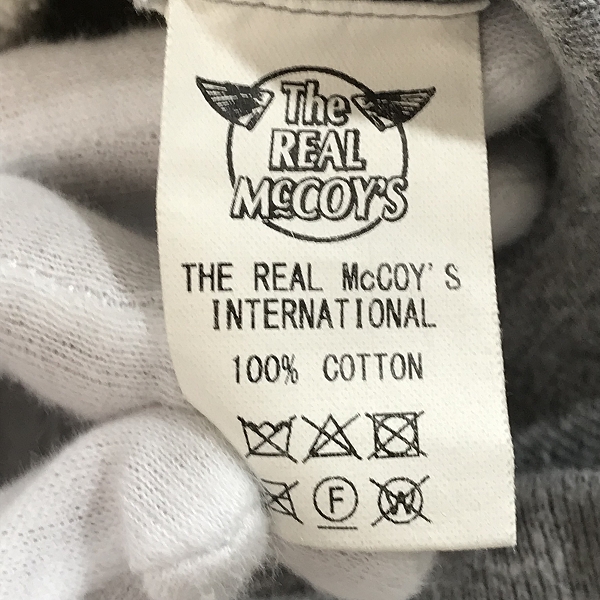 The
REAL
McCOY'S
THE REAL McCOY'S
INTERNATIONAL
100% COTTON
F W